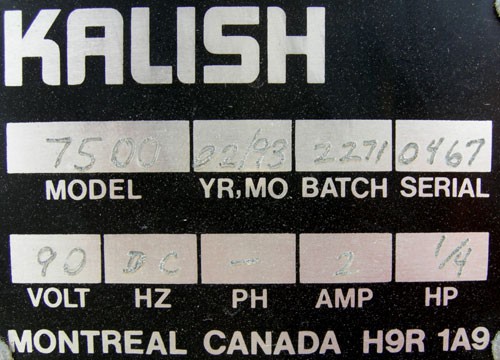 KALISH
7500 02/93 2271 0467
MODEL YR,MO BATCH SERIAL
90 DC - 2 1/4
VOLT HZ PH AMP HP
MONTREAL CANADA H9R 1A9